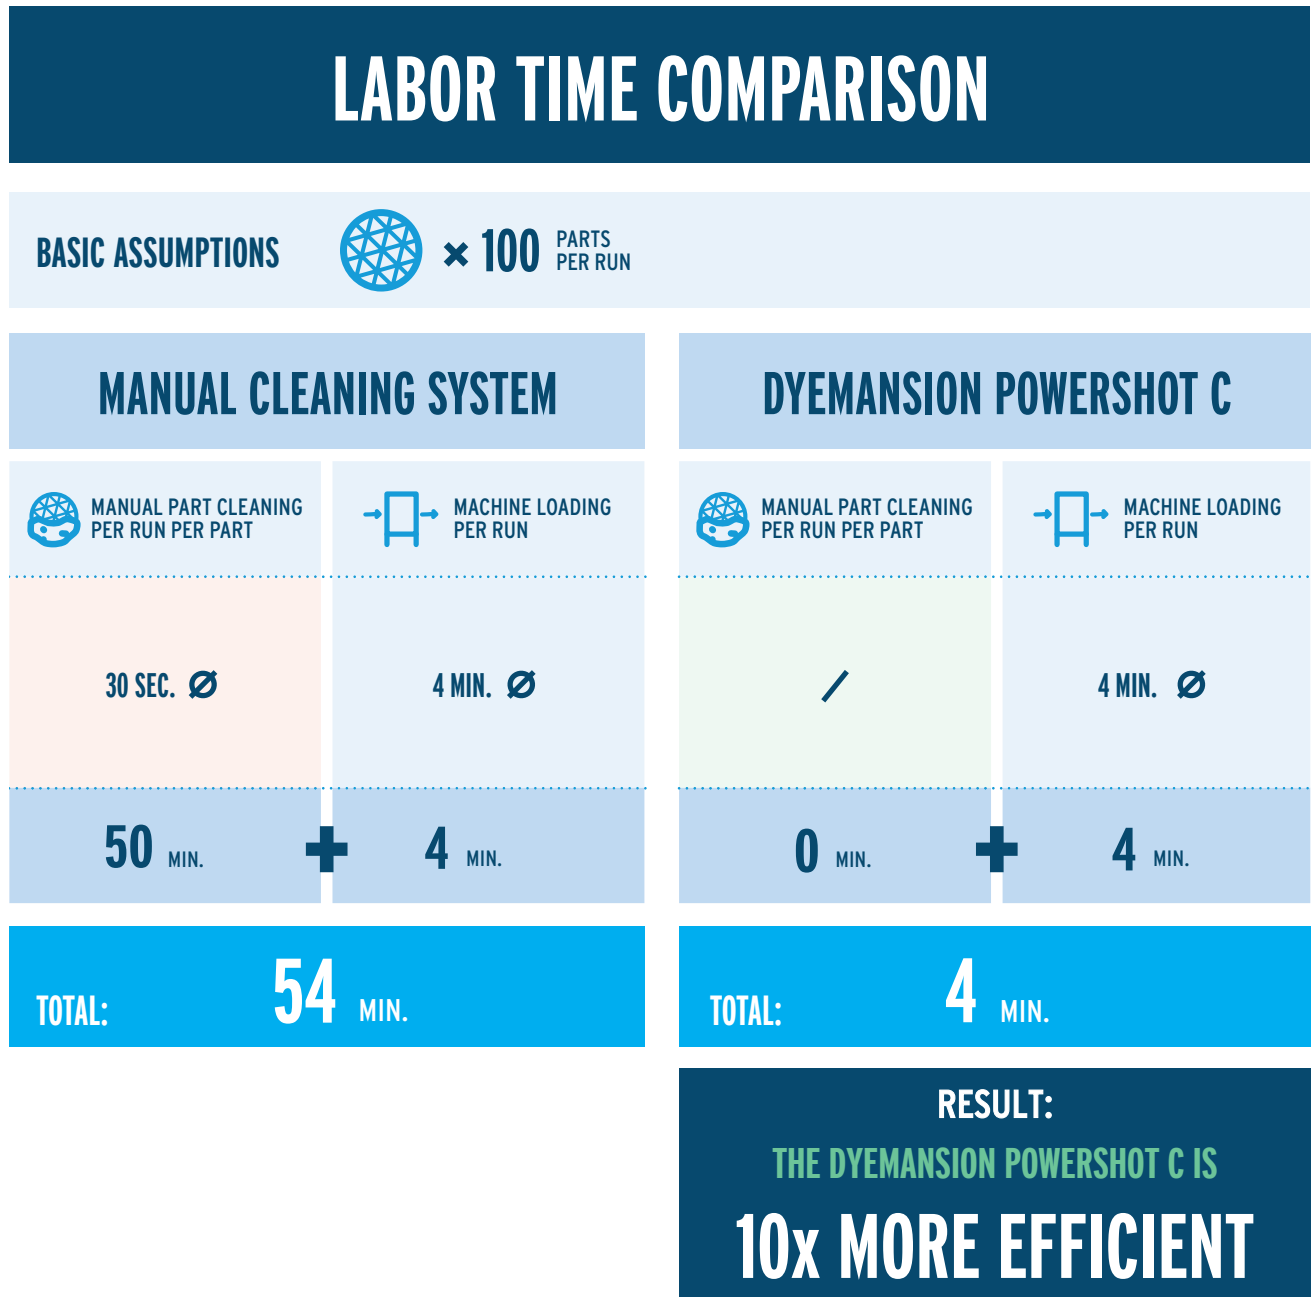 LABOR TIME COMPARISON
BASIC ASSUMPTIONS
× 100 PARTS
PER RUN
MANUAL CLEANING SYSTEM
MANUAL PART CLEANING
PER RUN PER PART
MACHINE LOADING
PER RUN
30 SEC. Ø
4 MIN. Ø
50 MIN. + 4 MIN.
TOTAL: 54 MIN.
DYEMANSION POWERSHOT C
MANUAL PART CLEANING
PER RUN PER PART
MACHINE LOADING
PER RUN
/
4 MIN. Ø
0 MIN. + 4 MIN.
TOTAL: 4 MIN.
RESULT:
THE DYEMANSION POWERSHOT C IS
10x MORE EFFICIENT